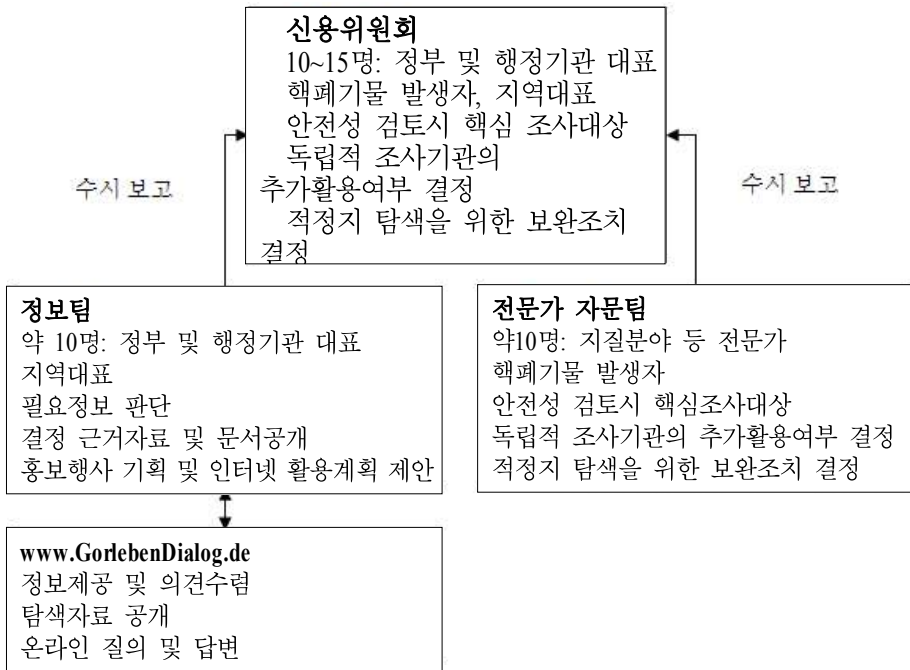 신용위원회
10~15명: 정부 및 행정기관 대표
핵폐기물 발생자, 지역대표
안전성 검토시 핵심 조사대상
독립적 조사기관의
추가활용여부 결정
적정지 탐색을 위한 보완조치
결정
수시 보고
수시 보고
정보팀
약 10명: 정부 및 행정기관 대표
지역대표
필요정보 판단
결정 근거자료 및 문서공개
홍보행사 기획 및 인터넷 활용계획 제안
전문가 자문팀
약10명: 지질분야 등 전문가
핵폐기물 발생자
안전성 검토시 핵심조사대상
독립적 조사기관의 추가활용여부 결정
적정지 탐색을 위한 보완조치 결정
www.GorlebenDialog.de
정보제공 및 의견수렴
탐색자료 공개
온라인 질의 및 답변